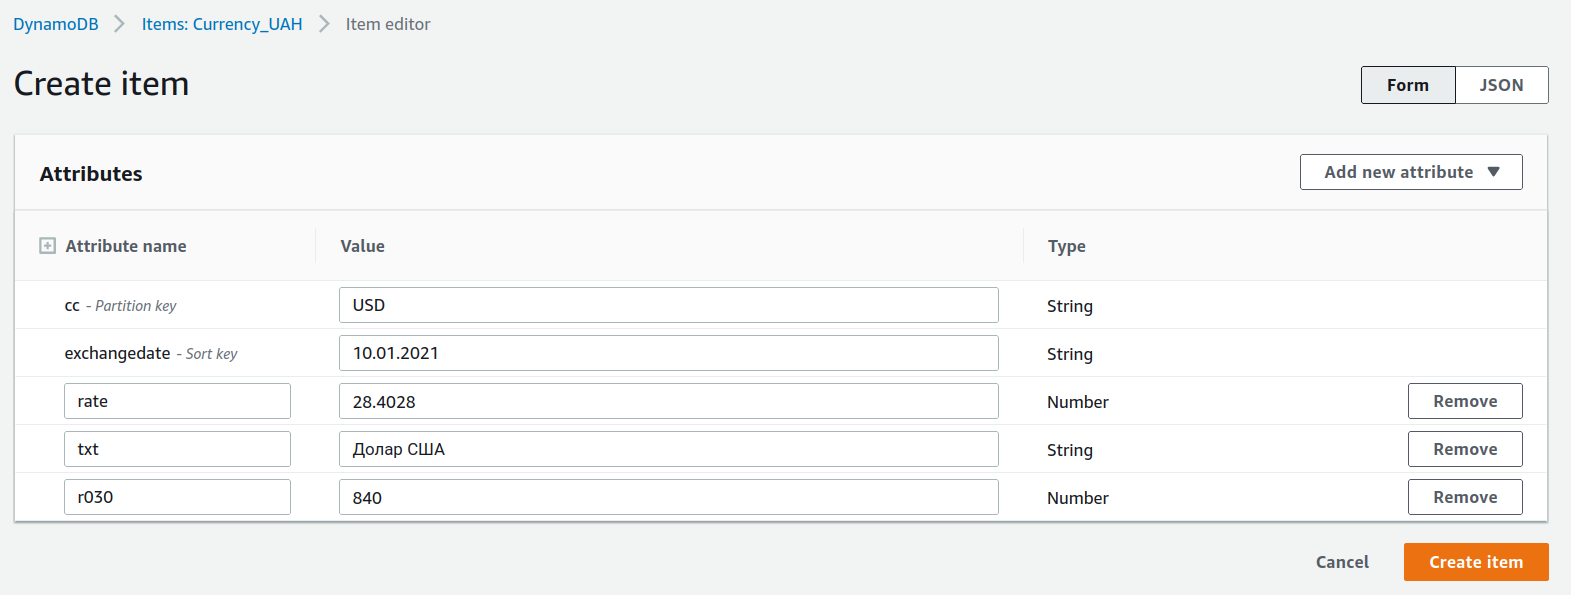 DynamoDB > Items: Currency_UAH > Item editor
Create item
Form JSON
Attributes
Add new attribute ▼
Attribute name Value Type
cc - Partition key USD String
exchangedate - Sort key 10.01.2021 String
rate 28.4028 Number Remove
txt Долар США String Remove
r030 840 Number Remove
Cancel Create item